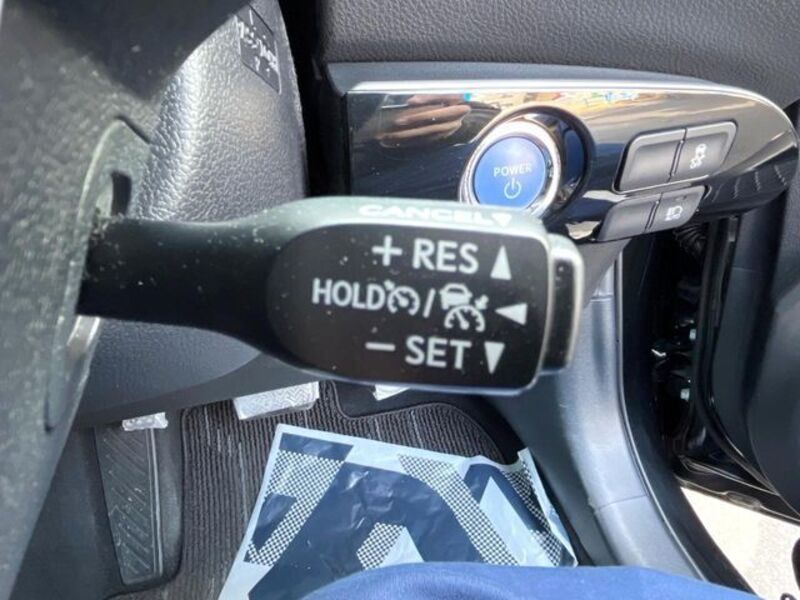 POWER
CANCEL
+ RES
HOLD /
− SET